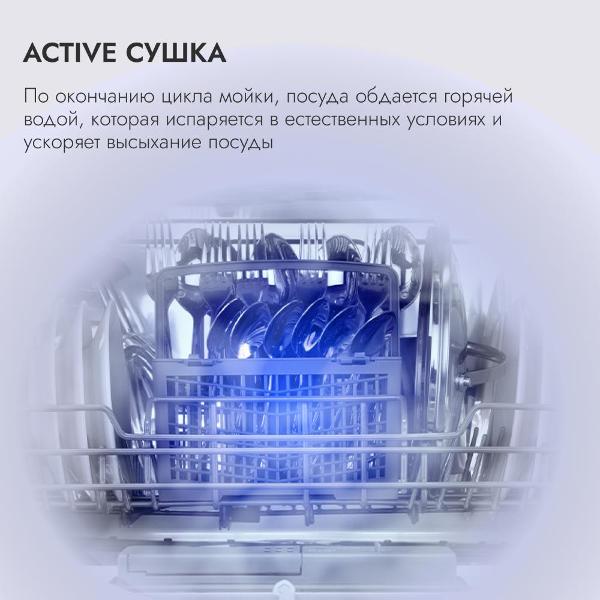 ACTIVE СУШКА
По окончанию цикла мойки, посуда обдается горячей
водой, которая испаряется в естественных условиях и
ускоряет высыхание посуды